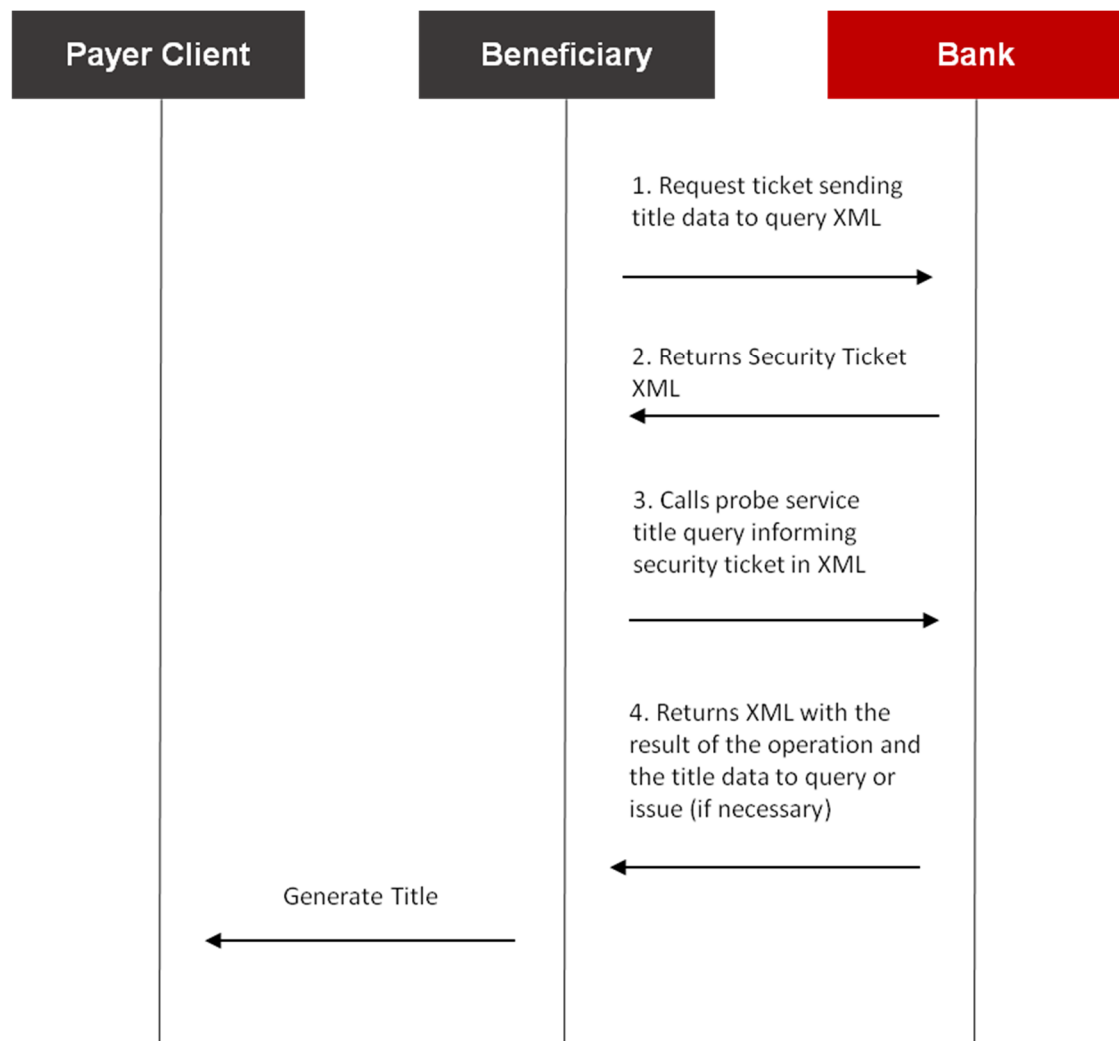 Payer Client
Beneficiary
Bank
1. Request ticket sending
title data to query XML
2. Returns Security Ticket
XML
3. Calls probe service
title query informing
security ticket in XML
4. Returns XML with the
result of the operation and
the title data to query or
issue (if necessary)
Generate Title